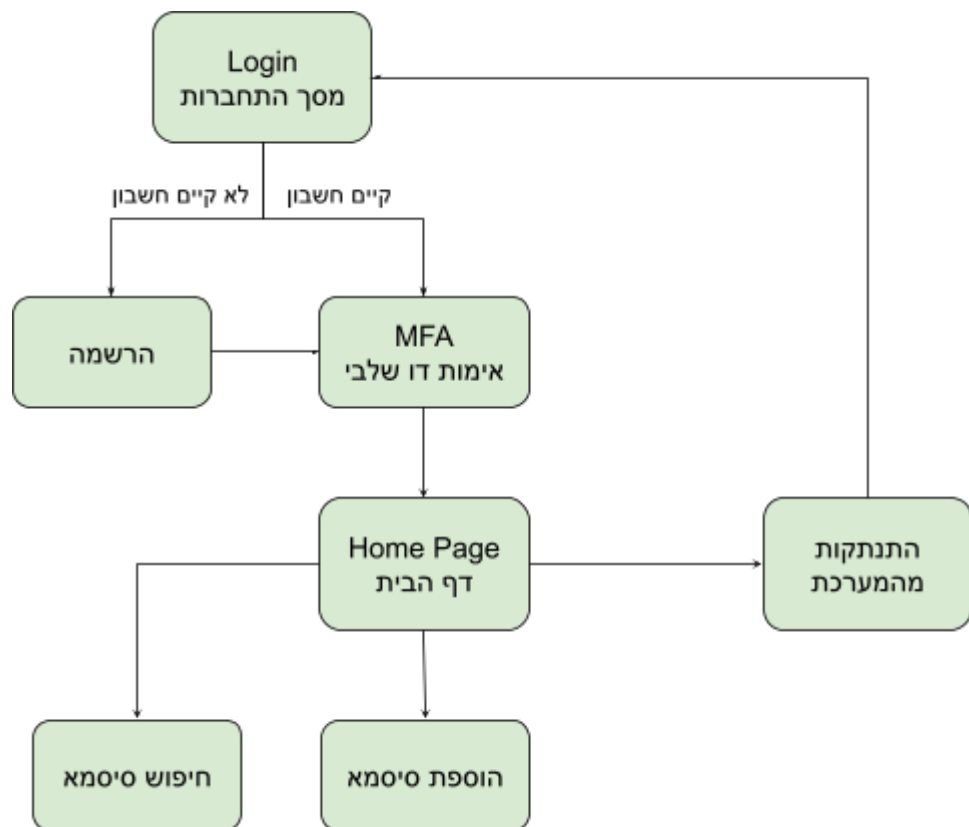 Login
מסך התחברות
קיים חשבון
לא קיים חשבון
MFA
אימות דו שלבי
הרשמה
Home Page
דף הבית
התנתקות
מהמערכת
הוספת סיסמא
חיפוש סיסמא